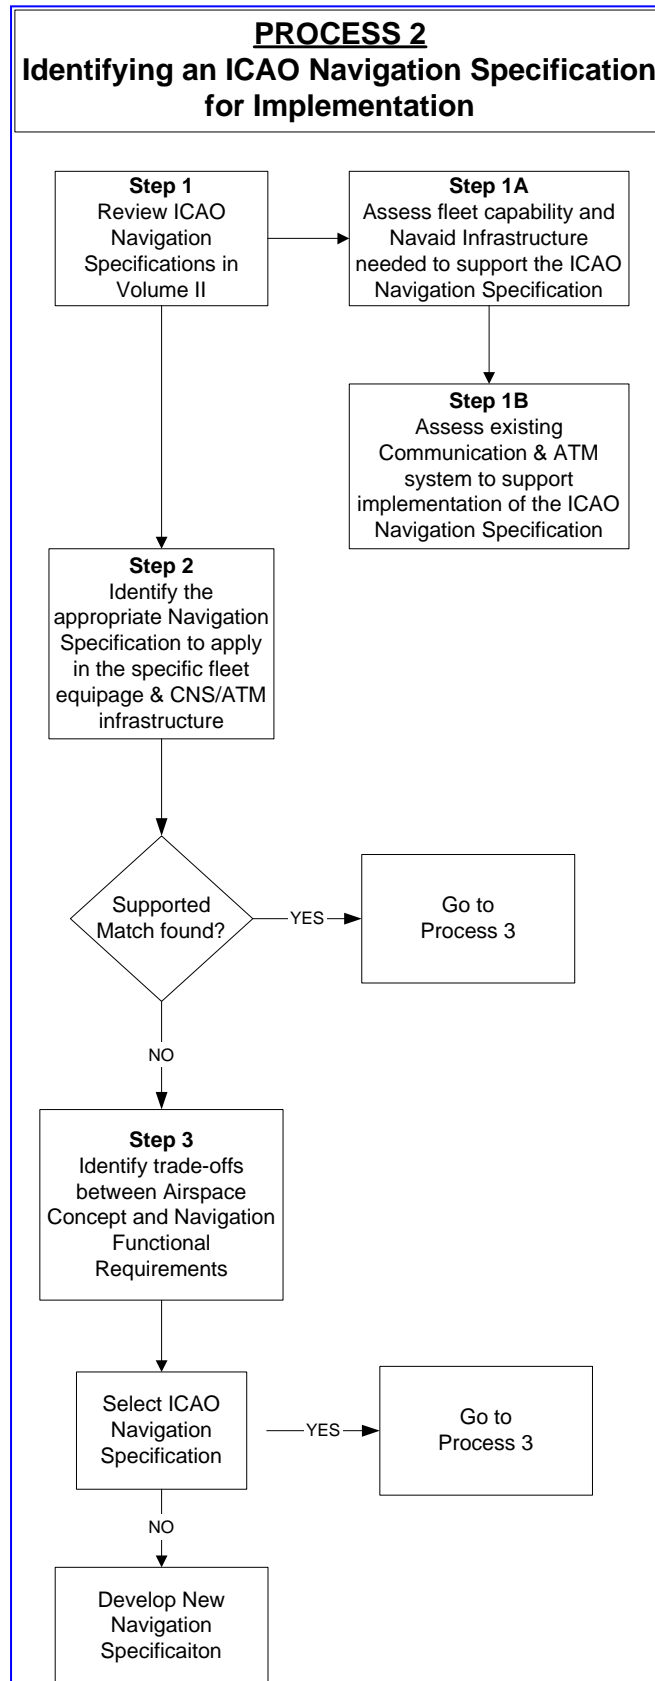 PROCESS 2
Identifying an ICAO Navigation Specification
for Implementation
Step 1
Review ICAO
Navigation
Specifications in
Volume II
Step 1A
Assess fleet capability and
Navaid Infrastructure
needed to support the ICAO
Navigation Specification
Step 1B
Assess existing
Communication & ATM
system to support
implementation of the ICAO
Navigation Specification
Step 2
Identify the
appropriate Navigation
Specification to apply
in the specific fleet
equipage & CNS/ATM
infrastructure
Supported
Match found?
YES
Go to
Process 3
NO
Step 3
Identify trade-offs
between Airspace
Concept and Navigation
Functional
Requirements
Select ICAO
Navigation
Specification
YES
Go to
Process 3
NO
Develop New
Navigation
Specificaiton